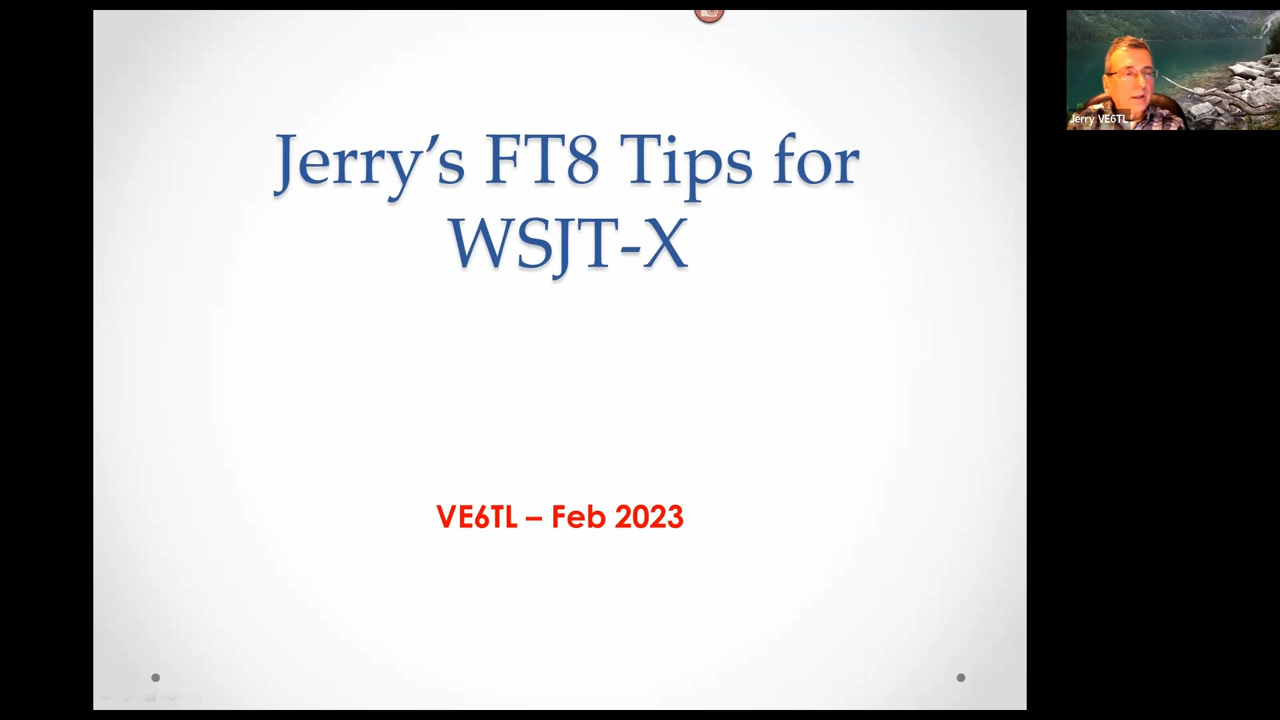 Jerry’s FT8 Tips for
WSJT-X
VE6TL – Feb 2023
Jerry VE6TL